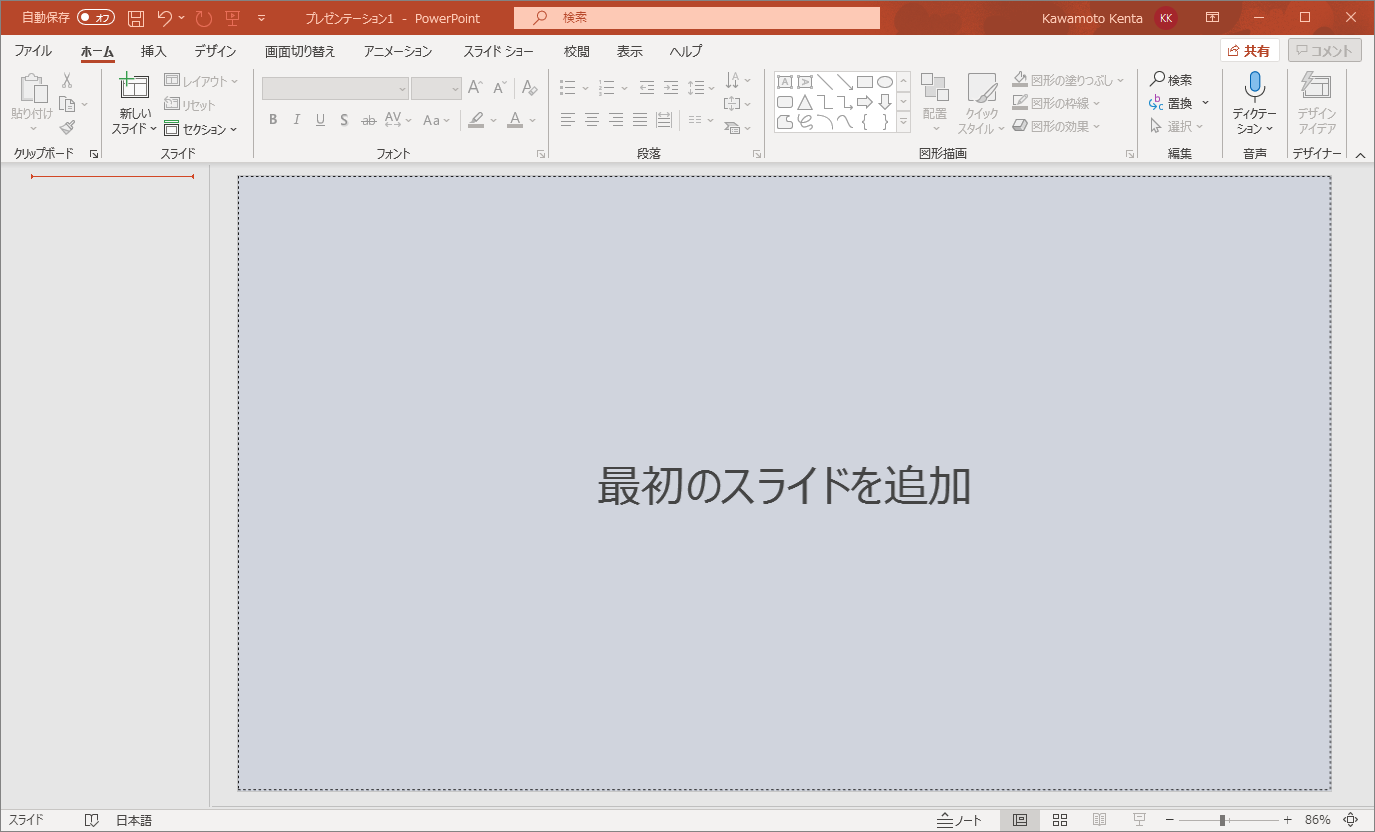 自動保存 オフ プレゼンテーション1 - PowerPoint 検索 Kawamoto Kenta KK
ファイル ホーム 挿入 デザイン 画面切り替え アニメーション スライド ショー 校閲 表示 ヘルプ 共有 コメント
貼り付け
新しい
スライド
レイアウト
リセット
セクション
B I U S ab AV Aa A
配置
クイック
スタイル
図形の塗りつぶし
図形の枠線
図形の効果
検索
置換
選択
ディクテー
ション
デザイン
アイデア
クリップボード スライド フォント 段落 図形描画 編集 音声 デザイナー
最初のスライドを追加
スライド 日本語 ノート 86%